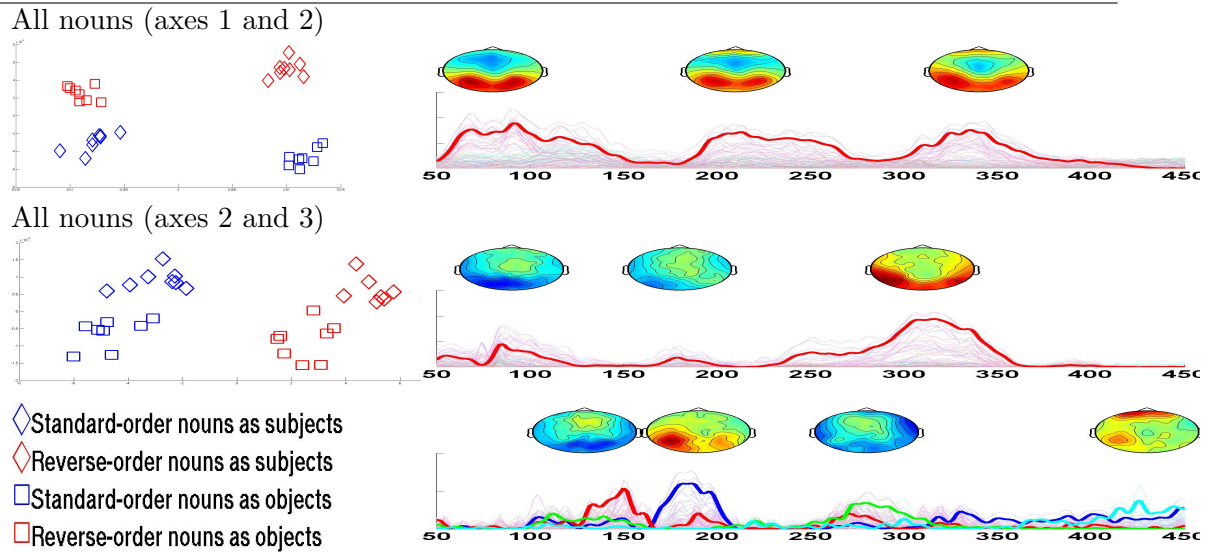 All nouns (axes 1 and 2)
50 100 150 200 250 300 350 400 450
All nouns (axes 2 and 3)
50 100 150 200 250 300 350 400 450
Standard-order nouns as subjects
Reverse-order nouns as subjects
Standard-order nouns as objects
Reverse-order nouns as objects
50 100 150 200 250 300 350 400 450